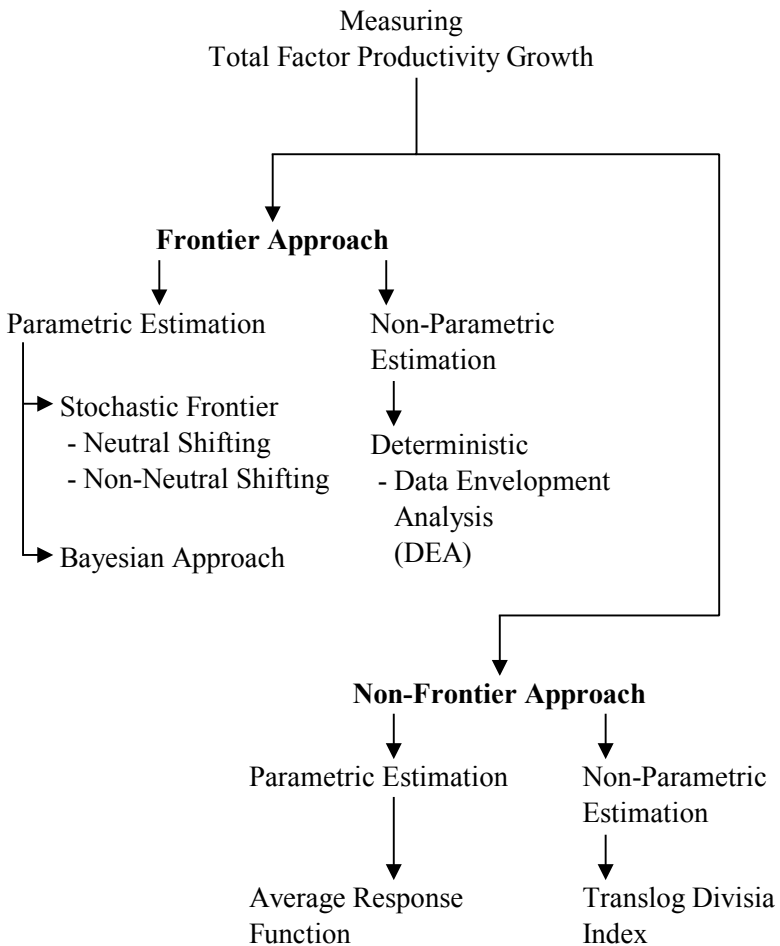 Measuring
Total Factor Productivity Growth
Frontier Approach
Parametric Estimation
Non-Parametric
Estimation
Stochastic Frontier
- Neutral Shifting
- Non-Neutral Shifting
Bayesian Approach
Deterministic
- Data Envelopment
Analysis
(DEA)
Non-Frontier Approach
Parametric Estimation
Non-Parametric
Estimation
Average Response
Function
Translog Divisia
Index